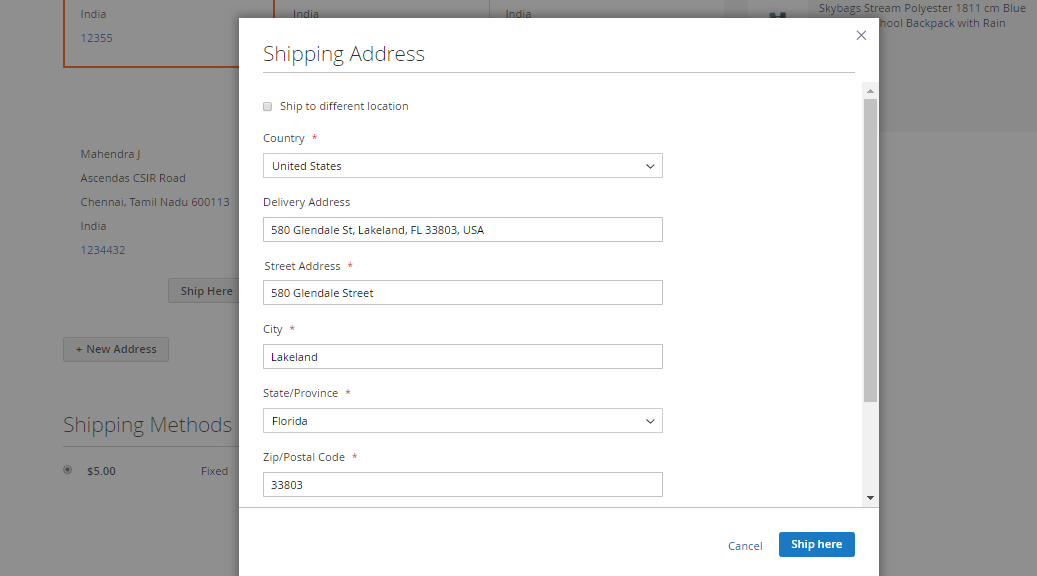 India
12355
India
India
Skybags Stream Polyester 1811 cm Blue
hool Backpack with Rain
Shipping Address
Ship to different location
Country *
United States
Delivery Address
580 Glendale St, Lakeland, FL 33803, USA
Street Address *
580 Glendale Street
City *
Lakeland
State/Province *
Florida
Zip/Postal Code *
33803
Cancel
Ship here
Mahendra J
Ascendas CSIR Road
Chennai, Tamil Nadu 600113
India
1234432
Ship Here
+ New Address
Shipping Methods
$5.00 Fixed